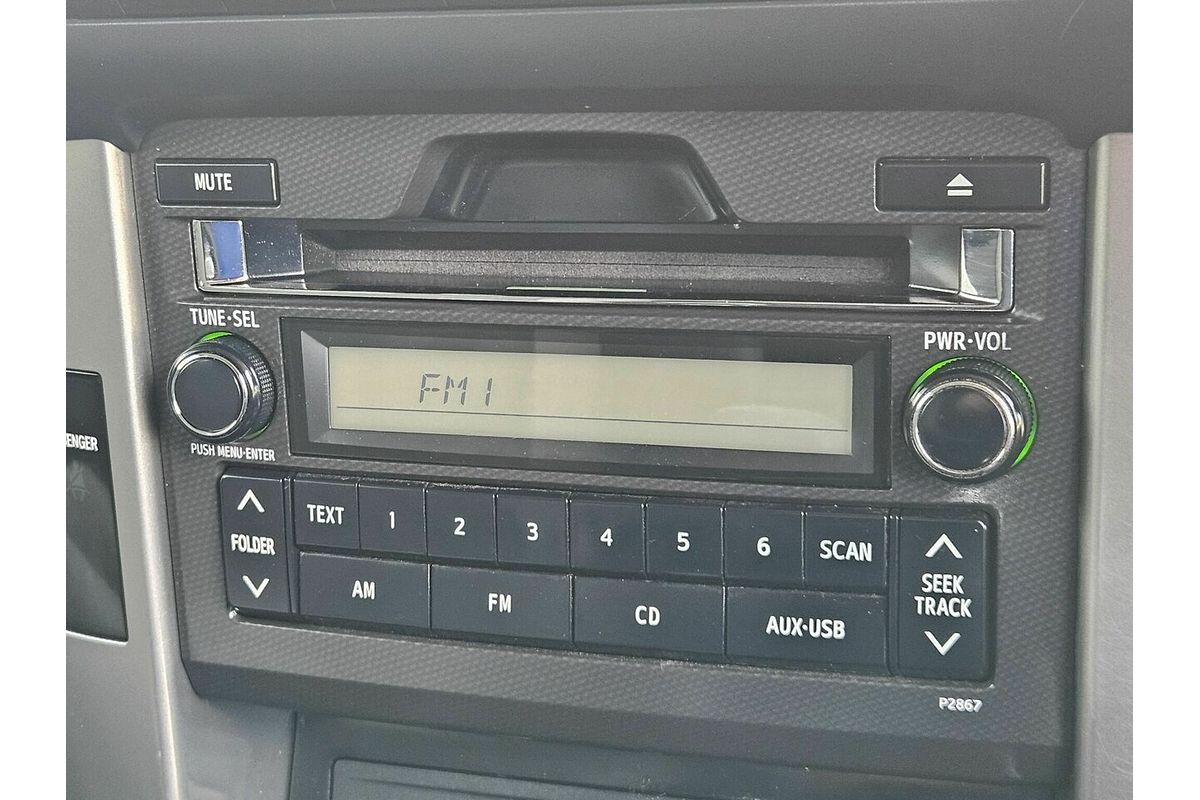 MUTE
TUNE·SEL
PWR·VOL
FM1
PUSH MENU·ENTER
ENGER
TEXT 1 2 3 4 5 6 SCAN
FOLDER
SEEK
TRACK
AM FM CD AUX·USB
P2867